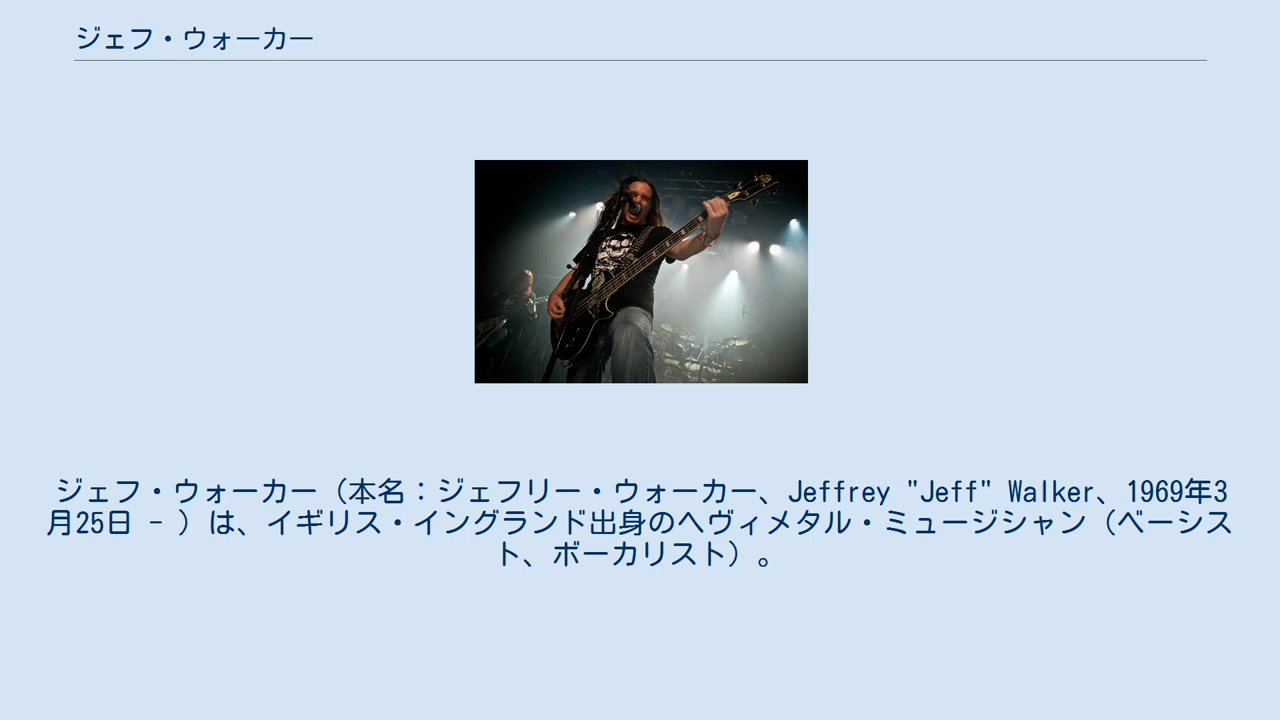 ジェフ・ウォーカー
ジェフ・ウォーカー（本名：ジェフリー・ウォーカー、Jeffrey "Jeff" Walker、1969年3
月25日 - ）は、イギリス・イングランド出身のヘヴィメタル・ミュージシャン（ベーシス
ト、ボーカリスト）。